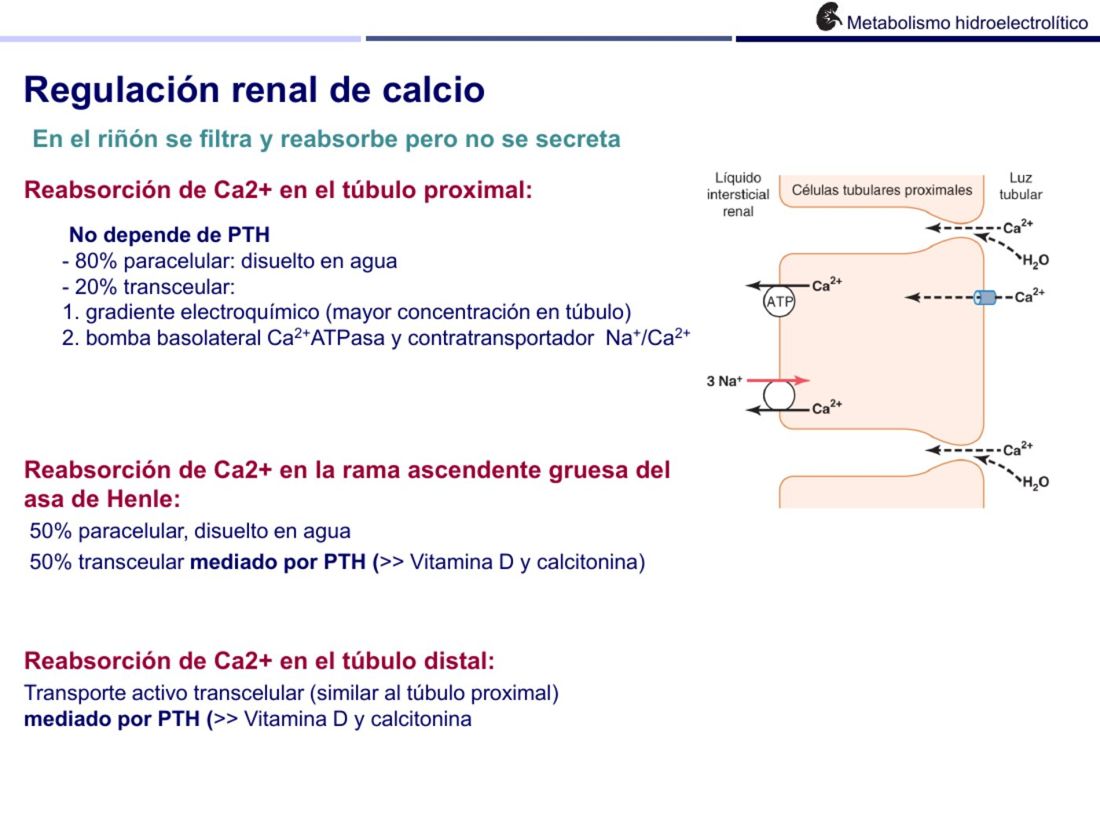 Metabolismo hidroelectrolítico
Regulación renal de calcio
En el riñón se filtra y reabsorbe pero no se secreta
Reabsorción de Ca2+ en el túbulo proximal:
No depende de PTH
- 80% paracelular: disuelto en agua
- 20% transceular:
1. gradiente electroquímico (mayor concentración en túbulo)
2. bomba basolateral Ca²⁺ATPasa y contratransportador Na⁺/Ca²⁺
Líquido
intersticial
renal
Células tubulares proximales
Luz
tubular
Ca²⁺
H₂O
Ca²⁺
ATP
Ca²⁺
3 Na⁺
Ca²⁺
Ca²⁺
H₂O
Reabsorción de Ca2+ en la rama ascendente gruesa del
asa de Henle:
50% paracelular, disuelto en agua
50% transceular mediado por PTH (>> Vitamina D y calcitonina)
Reabsorción de Ca2+ en el túbulo distal:
Transporte activo transcelular (similar al túbulo proximal)
mediado por PTH (>> Vitamina D y calcitonina